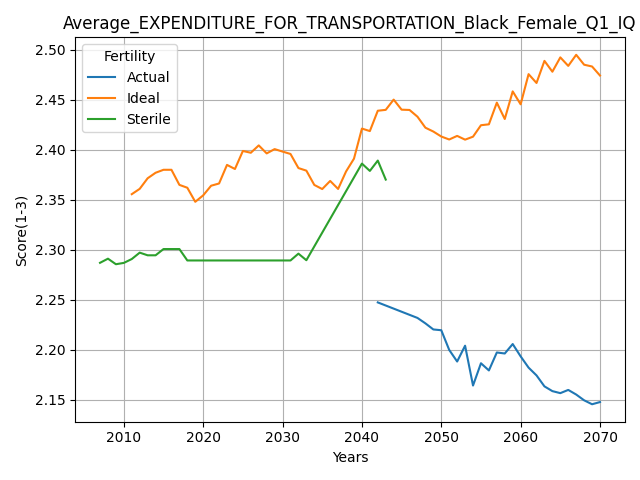 Average_EXPENDITURE_FOR_TRANSPORTATION_Black_Female_Q1_IQ
Fertility
Actual
Ideal
Sterile
Score(1-3)
2.50
2.45
2.40
2.35
2.30
2.25
2.20
2.15
2010 2020 2030 2040 2050 2060 2070
Years